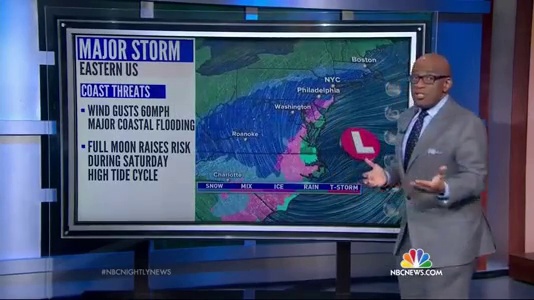 MAJOR STORM
EASTERN US
COAST THREATS
WIND GUSTS 60MPH
MAJOR COASTAL FLOODING
FULL MOON RAISES RISK
DURING SATURDAY
HIGH TIDE CYCLE
Boston
NYC
Philadelphia
Washington
Roanoke
Charlotte
L
SNOW MIX ICE RAIN T-STORM
#NBCNIGHTLYNEWS
NBCNEWS.COM